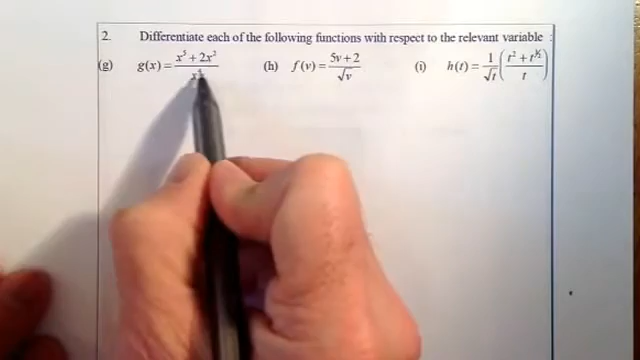 2. Differentiate each of the following functions with respect to the relevant variable :
(g) g(x) = (x⁵ + 2x²)/x (h) f(v) = (5v + 2)/√v (i) h(t) = 1/√t ((t² + t^½)/t)